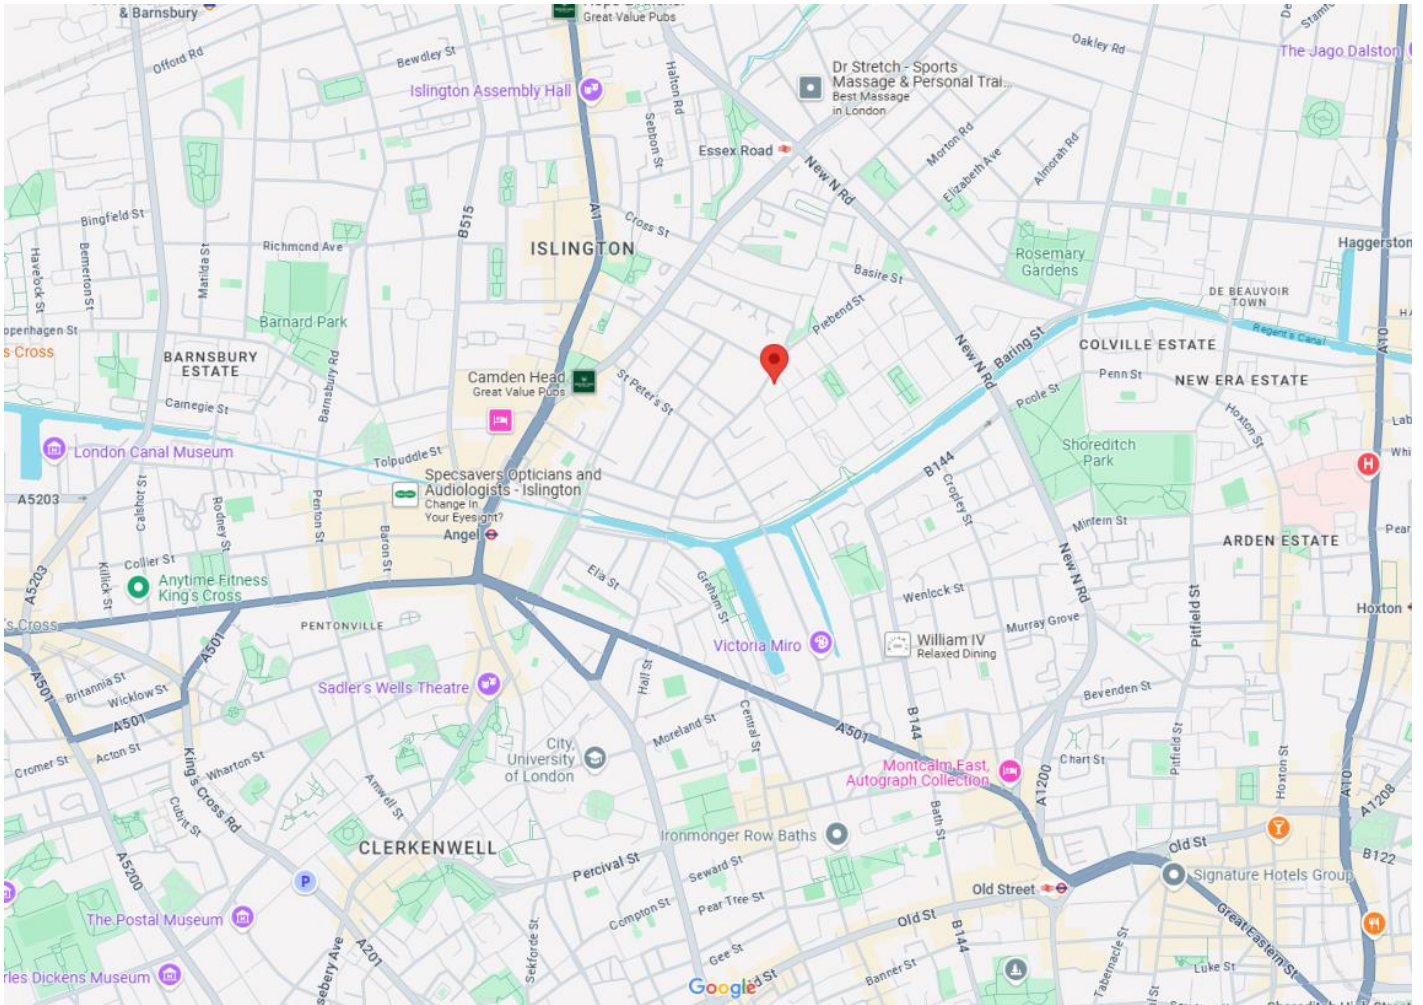 & Barnsbury
Great Value Pubs
Offord Rd
Bewdley St
Oakley Rd
The Jago Dalston
Islington Assembly Hall
Halton Rd
Dr Stretch - Sports
Massage & Personal Trai...
Best Massage
in London
Sebbon St
Essex Road
New N Rd
Morton Rd
Elizabeth Ave
Almorah Rd
A1
B515
Bingfield St
Cross St
Havelock St
Bemerton St
Matilda St
Richmond Ave
ISLINGTON
Haggerston
Rosemary
Gardens
Basire St
DE BEAUVOIR
TOWN
Barnard Park
Prebend St
openhagen St
Regent's Canal
A10
s Cross
BARNSBURY
ESTATE
Barnsbury Rd
New N Rd
Baring St
COLVILLE ESTATE
Camden Head
Great Value Pubs
St Peter's St
Penn St
NEW ERA ESTATE
Carnegie St
Poole St
Hoxton St
London Canal Museum
Tolpuddle St
Shoreditch
Park
B144
Specsavers Opticians and
Audiologists - Islington
Change In
Your Eyesight?
A5203
Calshot St
Rodney St
Penton St
Baron St
Cropley St
H
Mintern St
Angel
ARDEN ESTATE
Collier St
Killick St
A5203
Anytime Fitness
King's Cross
Elia St
Graham St
New N Rd
Wenlock St
Pitfield St
Hoxton
's Cross
A501
PENTONVILLE
Murray Grove
Victoria Miro
William IV
Relaxed Dining
A501
Britannia St
Wicklow St
A501
Sadler's Wells Theatre
Hall St
Bevenden St
Central St
B144
A501
Moreland St
Cromer St
Acton St
King's Cross Rd
Wharton St
City,
University
of London
Montcalm East,
Autograph Collection
Chart St
Pitfield St
Hoxton St
A10
A1200
A1208
Amwell St
Cubitt St
Bath St
Ironmonger Row Baths
CLERKENWELL
Old St
B122
A5200
P
Percival St
Seward St
Signature Hotels Group
Old Street
Pear Tree St
Compton St
Old St
The Postal Museum
Great Eastern St
A201
Sekforde St
Gee St
B144
Tabernacle St
Banner St
Luke St
Google